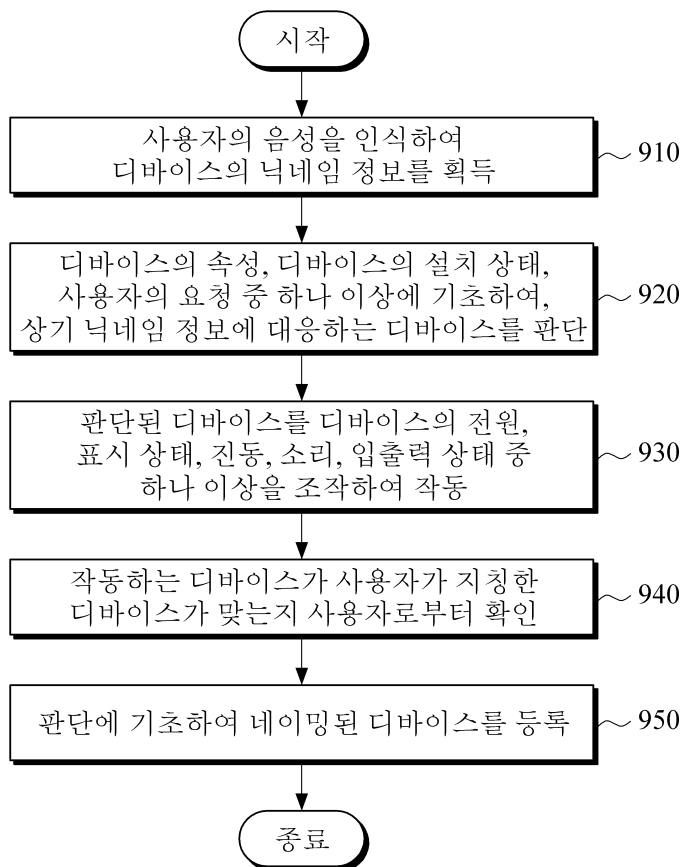 시작
사용자의 음성을 인식하여
디바이스의 닉네임 정보를 획득
910
디바이스의 속성, 디바이스의 설치 상태,
사용자의 요청 중 하나 이상에 기초하여,
상기 닉네임 정보에 대응하는 디바이스를 판단
920
판단된 디바이스를 디바이스의 전원,
표시 상태, 진동, 소리, 입출력 상태 중
하나 이상을 조작하여 작동
930
작동하는 디바이스가 사용자가 지칭한
디바이스가 맞는지 사용자로부터 확인
940
판단에 기초하여 네이밍된 디바이스를 등록
950
종료